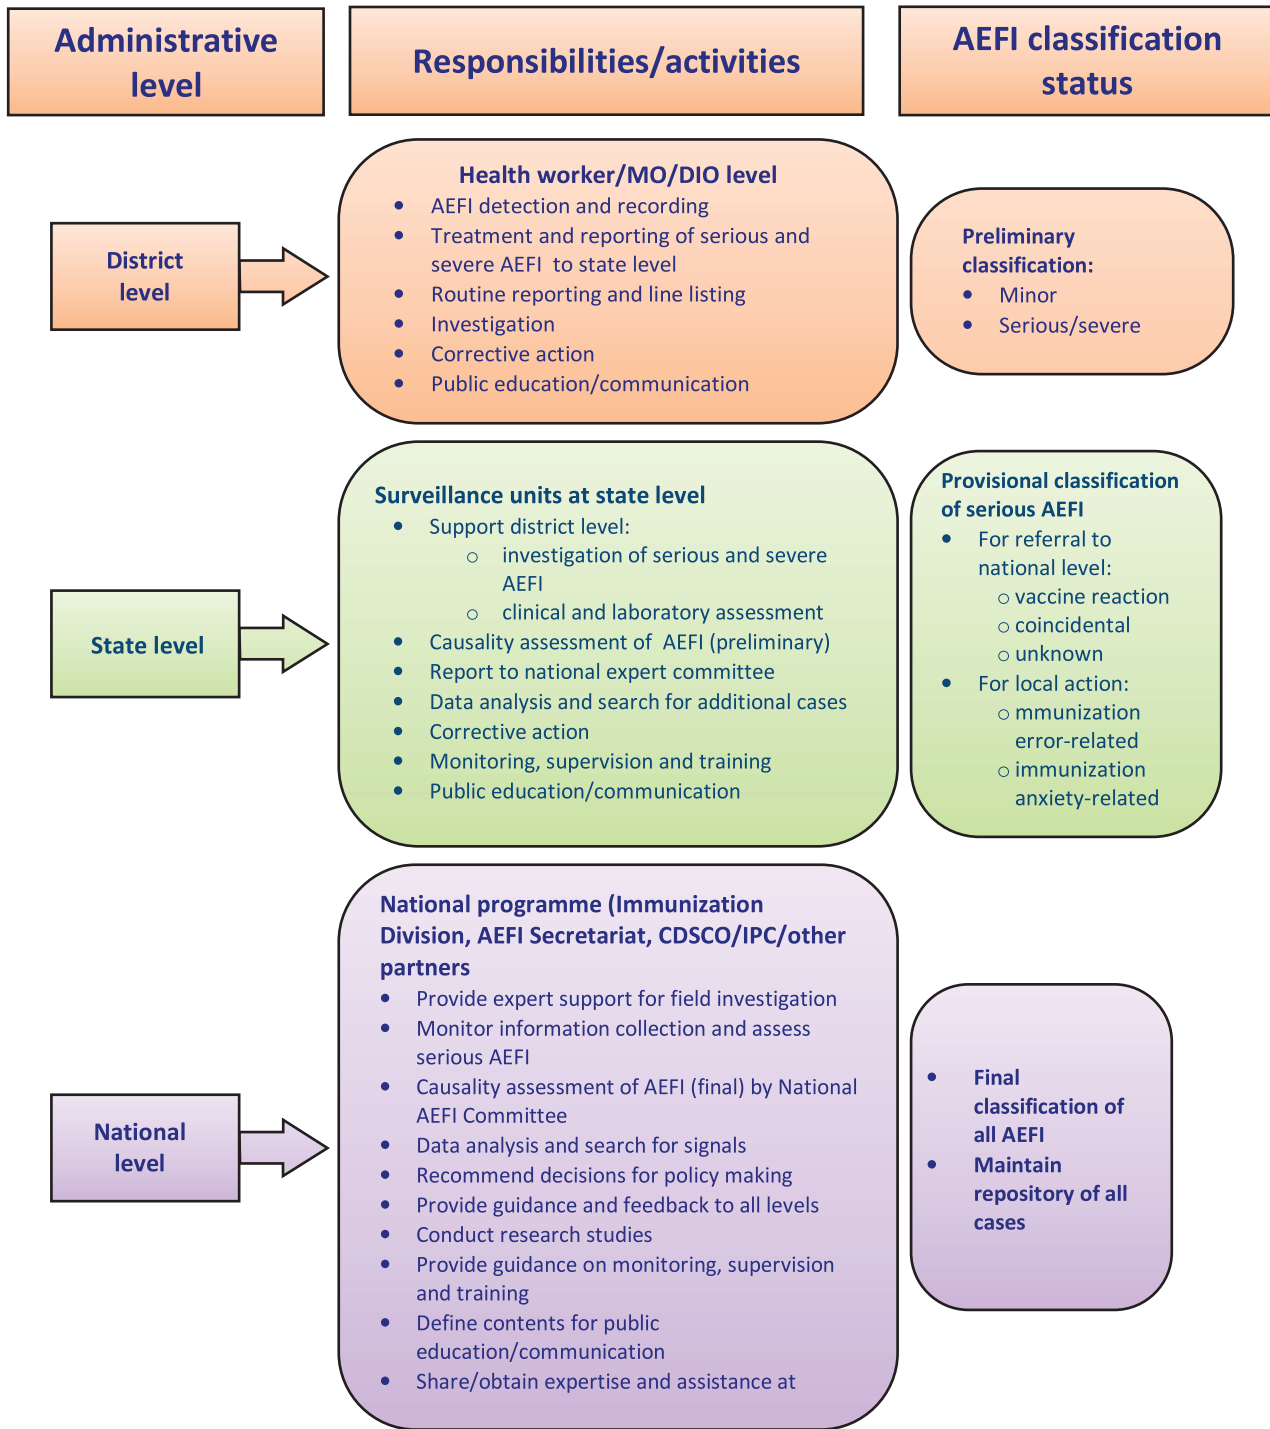 Administrative
level
Responsibilities/activities
AEFI classification
status
District
level
Health worker/MO/DIO level
• AEFI detection and recording
• Treatment and reporting of serious and
severe AEFI to state level
• Routine reporting and line listing
• Investigation
• Corrective action
• Public education/communication
Preliminary
classification:
• Minor
• Serious/severe
State level
Surveillance units at state level
• Support district level:
o investigation of serious and severe
AEFI
o clinical and laboratory assessment
• Causality assessment of AEFI (preliminary)
• Report to national expert committee
• Data analysis and search for additional cases
• Corrective action
• Monitoring, supervision and training
• Public education/communication
Provisional classification
of serious AEFI
• For referral to
national level:
o vaccine reaction
o coincidental
o unknown
• For local action:
o mmunization
error-related
o immunization
anxiety-related
National
level
National programme (Immunization
Division, AEFI Secretariat, CDSCO/IPC/other
partners
• Provide expert support for field investigation
• Monitor information collection and assess
serious AEFI
• Causality assessment of AEFI (final) by National
AEFI Committee
• Data analysis and search for signals
• Recommend decisions for policy making
• Provide guidance and feedback to all levels
• Conduct research studies
• Provide guidance on monitoring, supervision
and training
• Define contents for public
education/communication
• Share/obtain expertise and assistance at
• Final
classification of
all AEFI
• Maintain
repository of all
cases